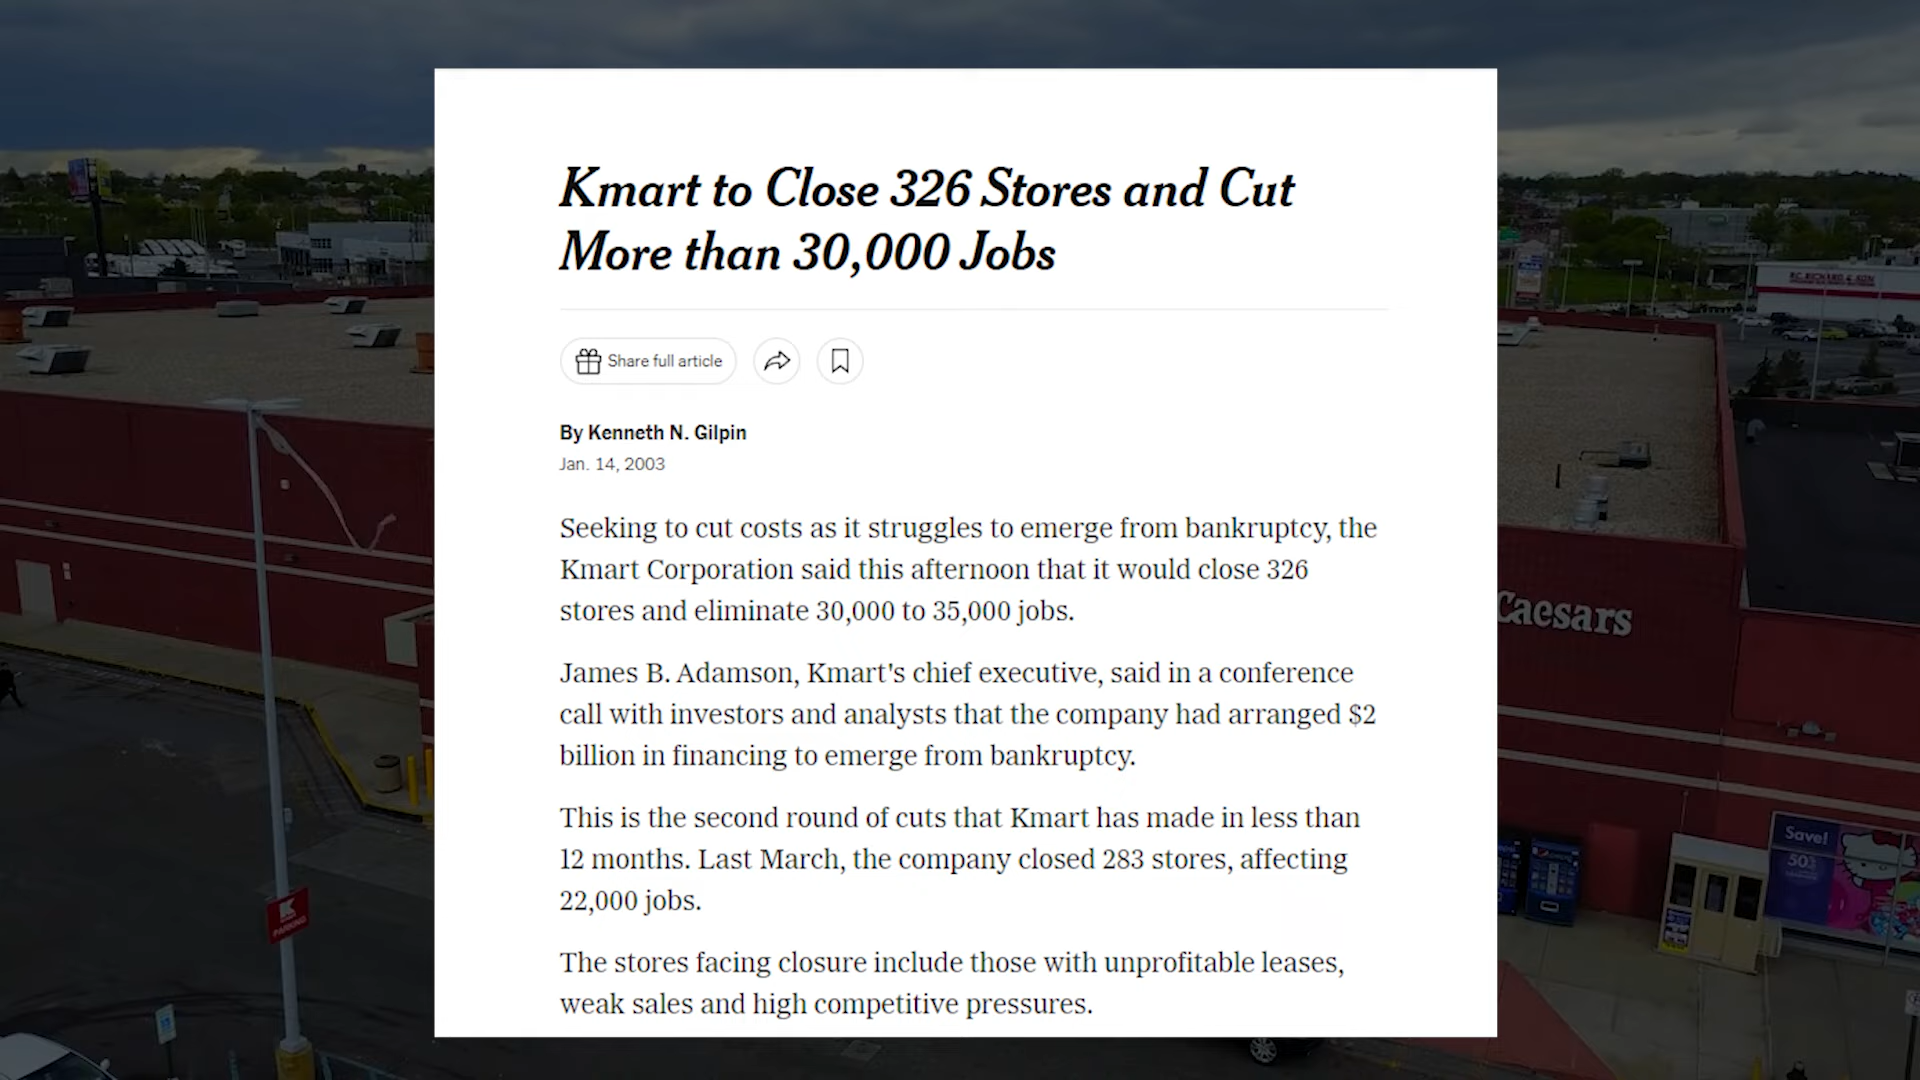 Kmart to Close 326 Stores and Cut
More than 30,000 Jobs
Share full article
By Kenneth N. Gilpin
Jan. 14, 2003
Seeking to cut costs as it struggles to emerge from bankruptcy, the
Kmart Corporation said this afternoon that it would close 326
stores and eliminate 30,000 to 35,000 jobs.
James B. Adamson, Kmart's chief executive, said in a conference
call with investors and analysts that the company had arranged $2
billion in financing to emerge from bankruptcy.
This is the second round of cuts that Kmart has made in less than
12 months. Last March, the company closed 283 stores, affecting
22,000 jobs.
The stores facing closure include those with unprofitable leases,
weak sales and high competitive pressures.
P.C. RICHARD & SON
Caesars
Save!
50%
K
PARKING